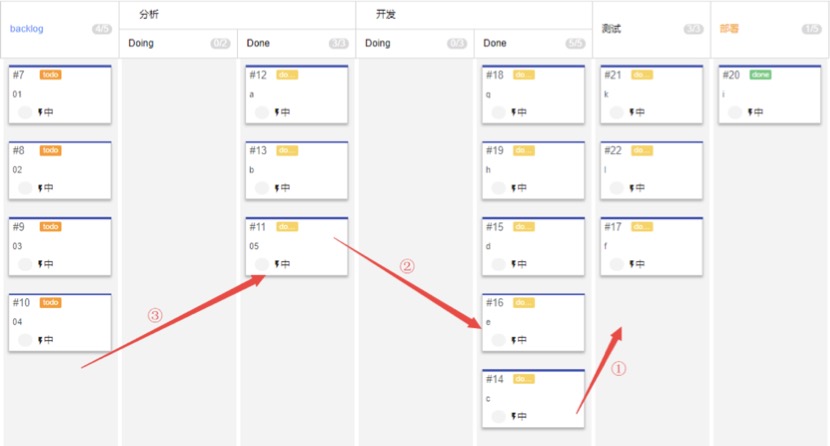 分析
开发
backlog 4/5
测试 3/3
部署 1/5
Doing 0/2
Done 3/3
Doing 0/3
Done 5/5
#7 todo
01
中
#8 todo
02
中
#9 todo
03
中
#10 todo
04
中
#12 do...
a
中
#13 do...
b
中
#11 do...
05
中
#18 do...
g
中
#19 do...
h
中
#15 do...
d
中
#16 do...
e
中
#14 do...
c
中
#21 do...
k
中
#22 do...
l
中
#17 do...
f
中
#20 done
i
中
③
②
①